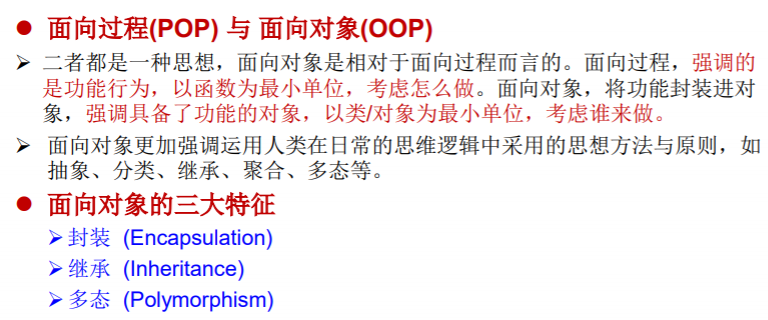 ● 面向过程(POP) 与 面向对象(OOP)
➢ 二者都是一种思想，面向对象是相对于面向过程而言的。面向过程，强调的
是功能行为，以函数为最小单位，考虑怎么做。面向对象，将功能封装进对
象，强调具备了功能的对象，以类/对象为最小单位，考虑谁来做。
➢ 面向对象更加强调运用人类在日常的思维逻辑中采用的思想方法与原则，如
抽象、分类、继承、聚合、多态等。
● 面向对象的三大特征
➢ 封装 (Encapsulation)
➢ 继承 (Inheritance)
➢ 多态 (Polymorphism)